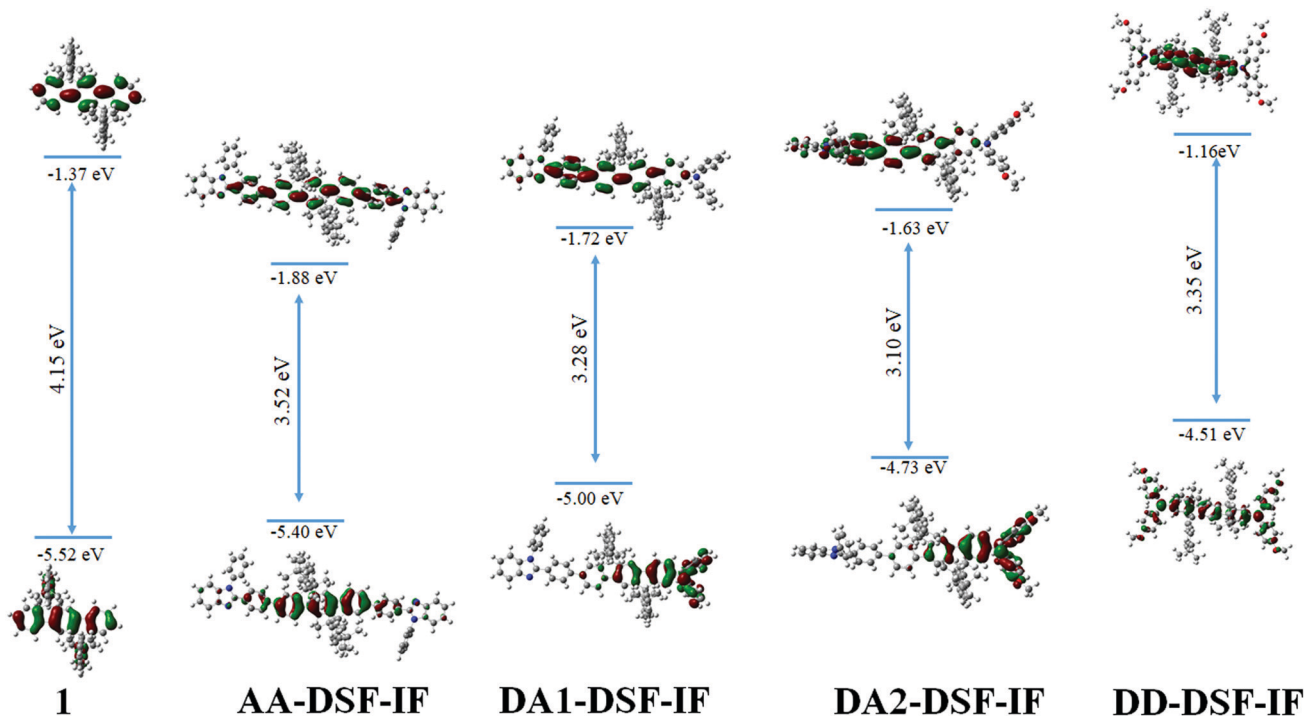 -1.37 eV
4.15 eV
-5.52 eV
1
-1.88 eV
3.52 eV
-5.40 eV
AA-DSF-IF
-1.72 eV
3.28 eV
-5.00 eV
DA1-DSF-IF
-1.63 eV
3.10 eV
-4.73 eV
DA2-DSF-IF
-1.16eV
3.35 eV
-4.51 eV
DD-DSF-IF